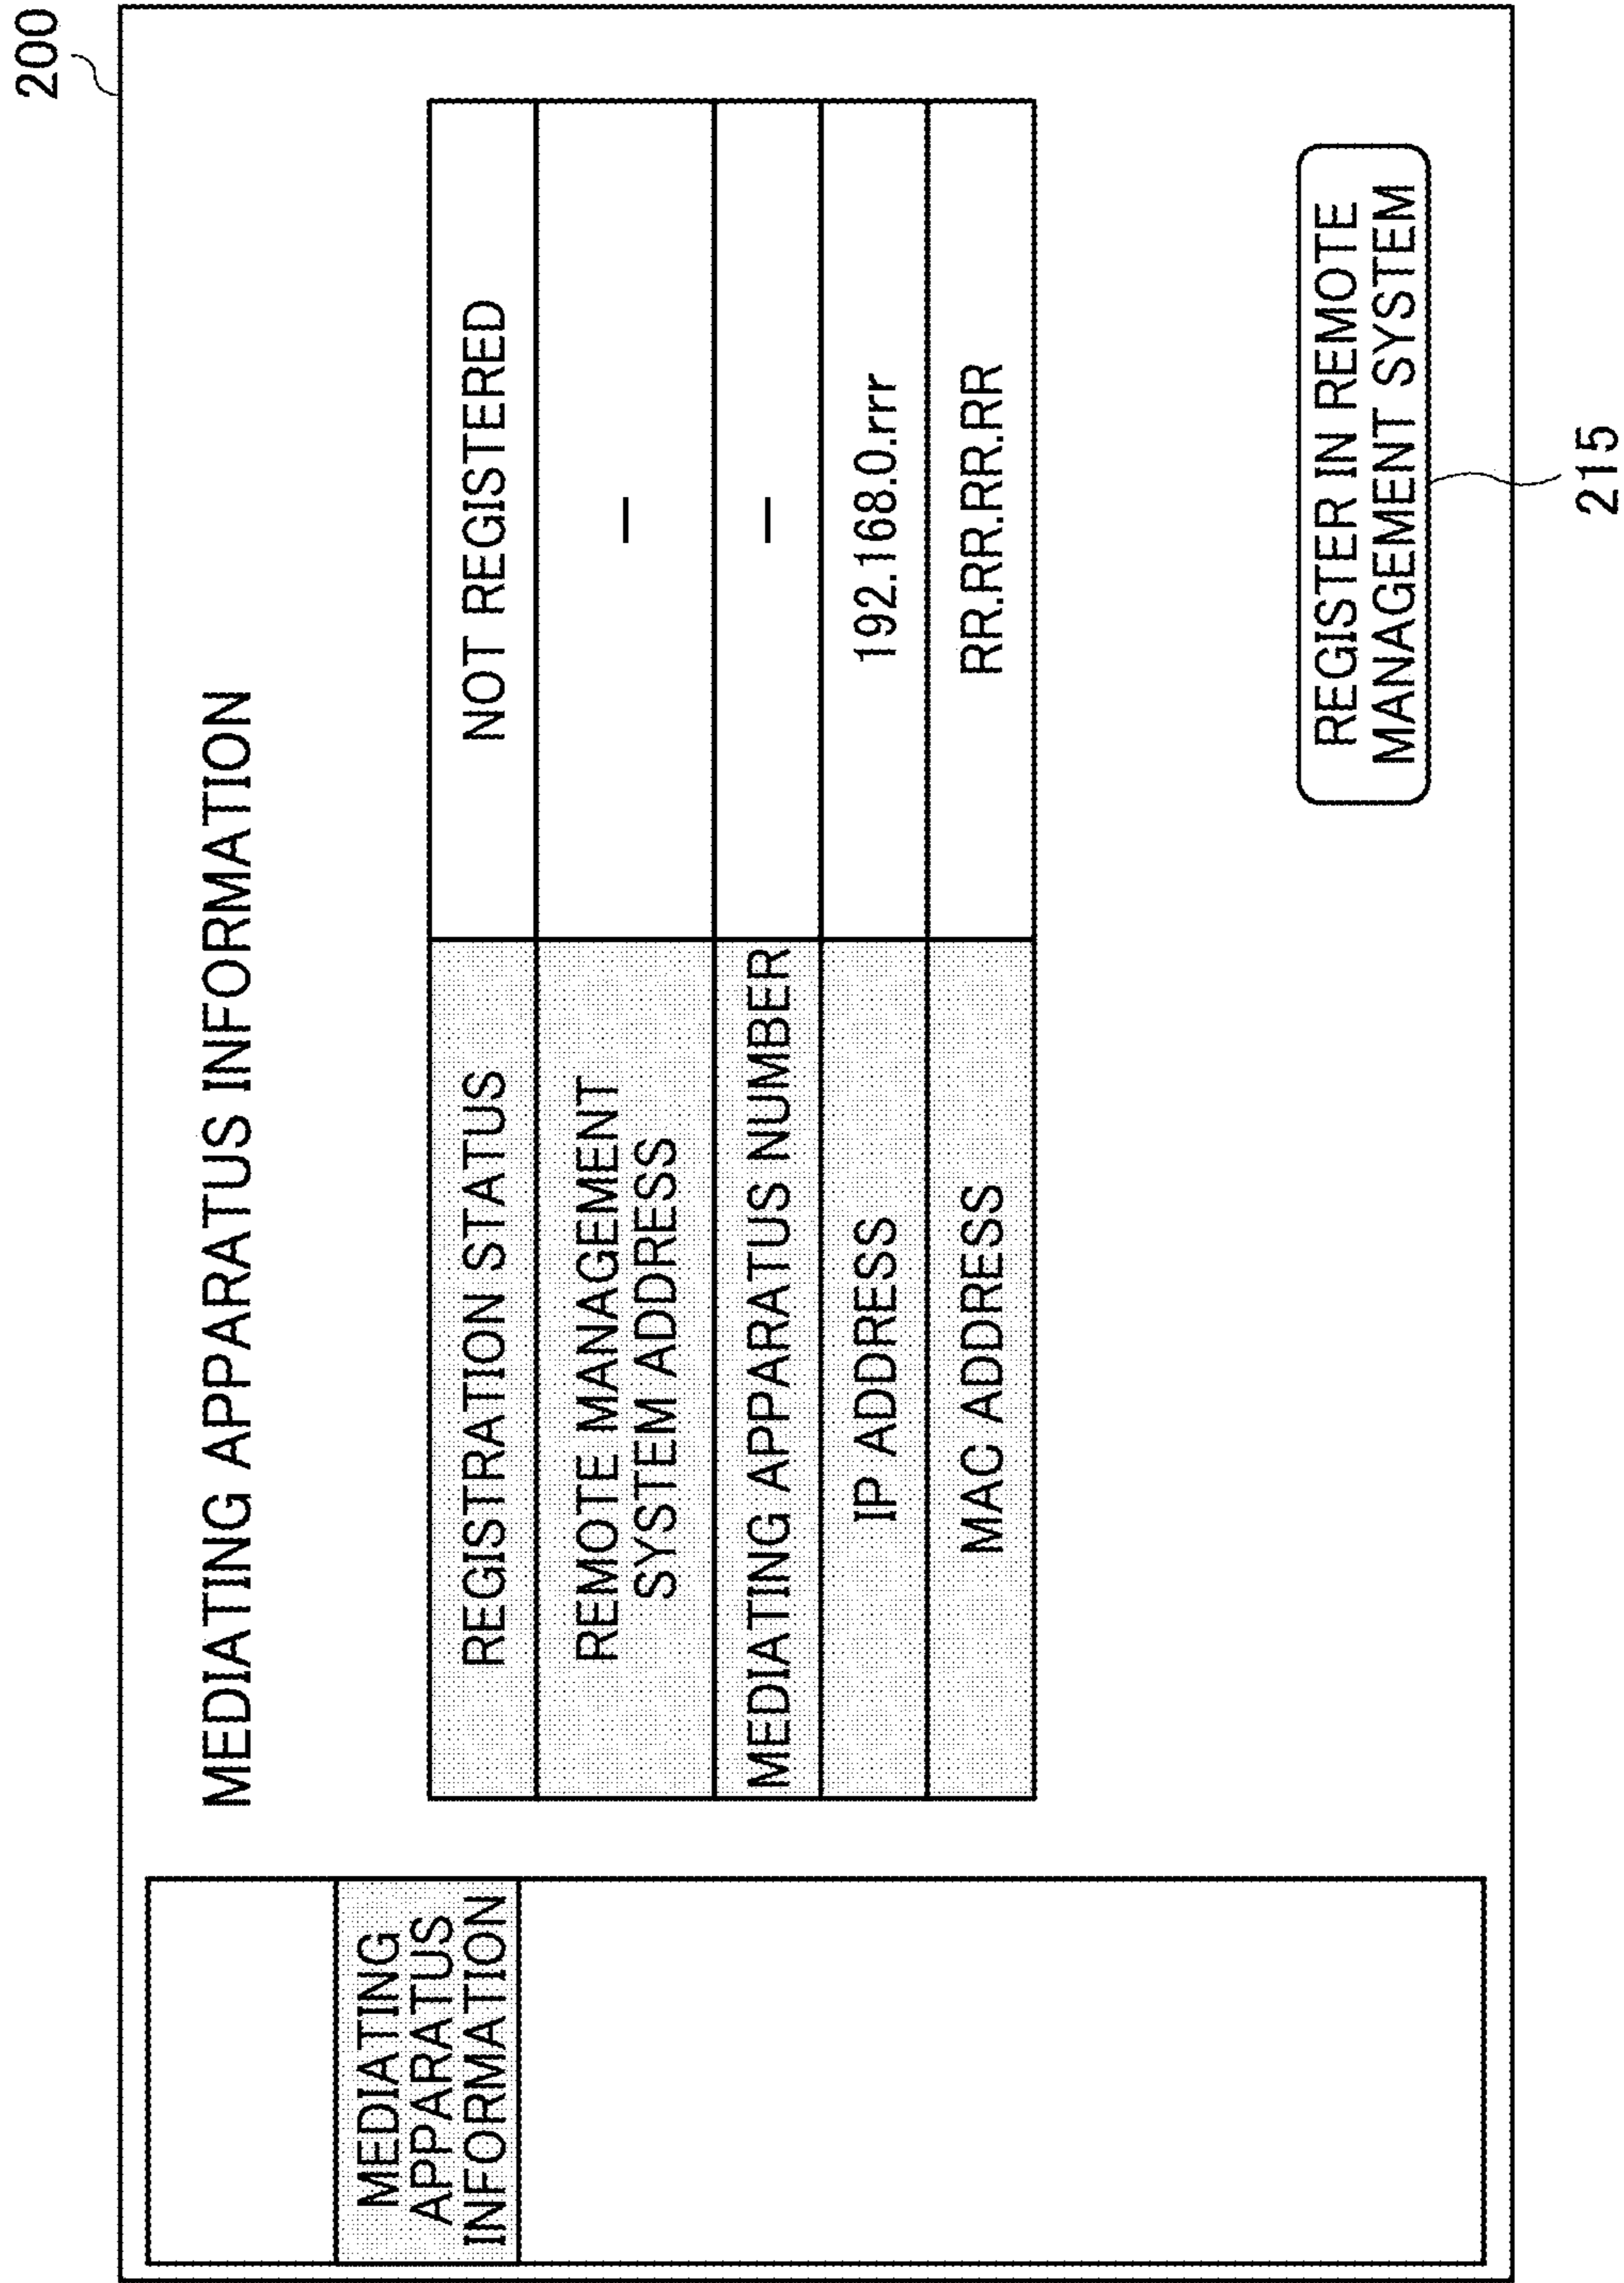 200
MEDIATING
APPARATUS
INFORMATION
MEDIATING APPARATUS INFORMATION
REGISTRATION STATUS NOT REGISTERED
REMOTE MANAGEMENT
SYSTEM ADDRESS –
MEDIATING APPARATUS NUMBER –
IP ADDRESS 192.168.0.rrr
MAC ADDRESS RR.RR.RR.RR
REGISTER IN REMOTE
MANAGEMENT SYSTEM
215